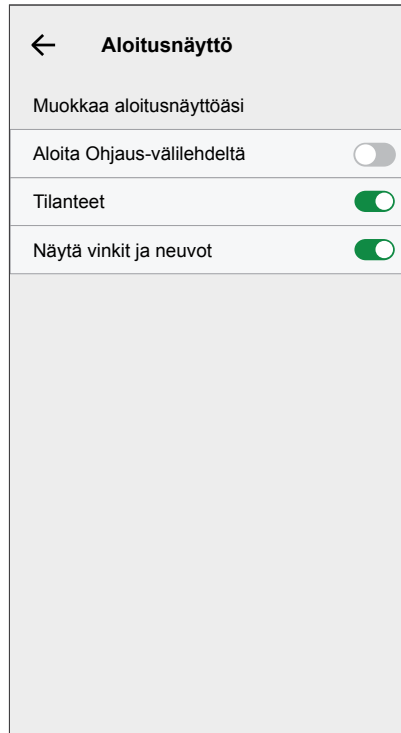 Aloitusnäyttö
Muokkaa aloitusnäyttöäsi
Aloita Ohjaus-välilehdeltä
Tilanteet
Näytä vinkit ja neuvot